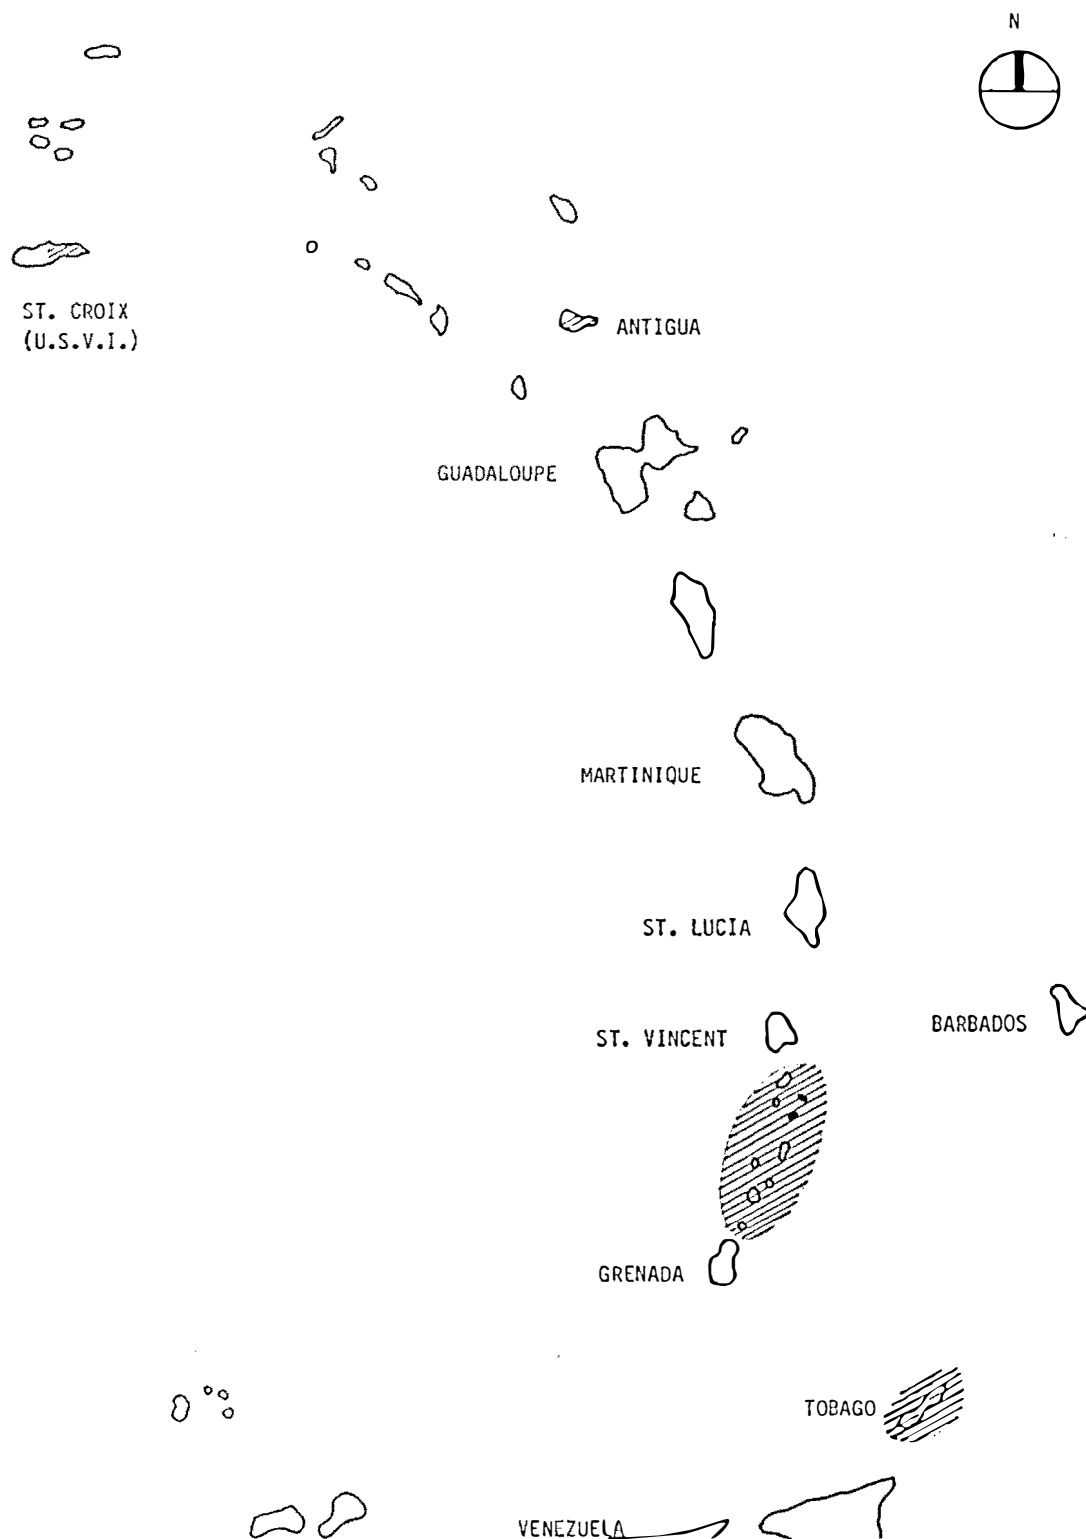 N
ST. CROIX
(U.S.V.I.)
ANTIGUA
GUADALOUPE
MARTINIQUE
ST. LUCIA
BARBADOS
ST. VINCENT
GRENADA
TOBAGO
VENEZUELA